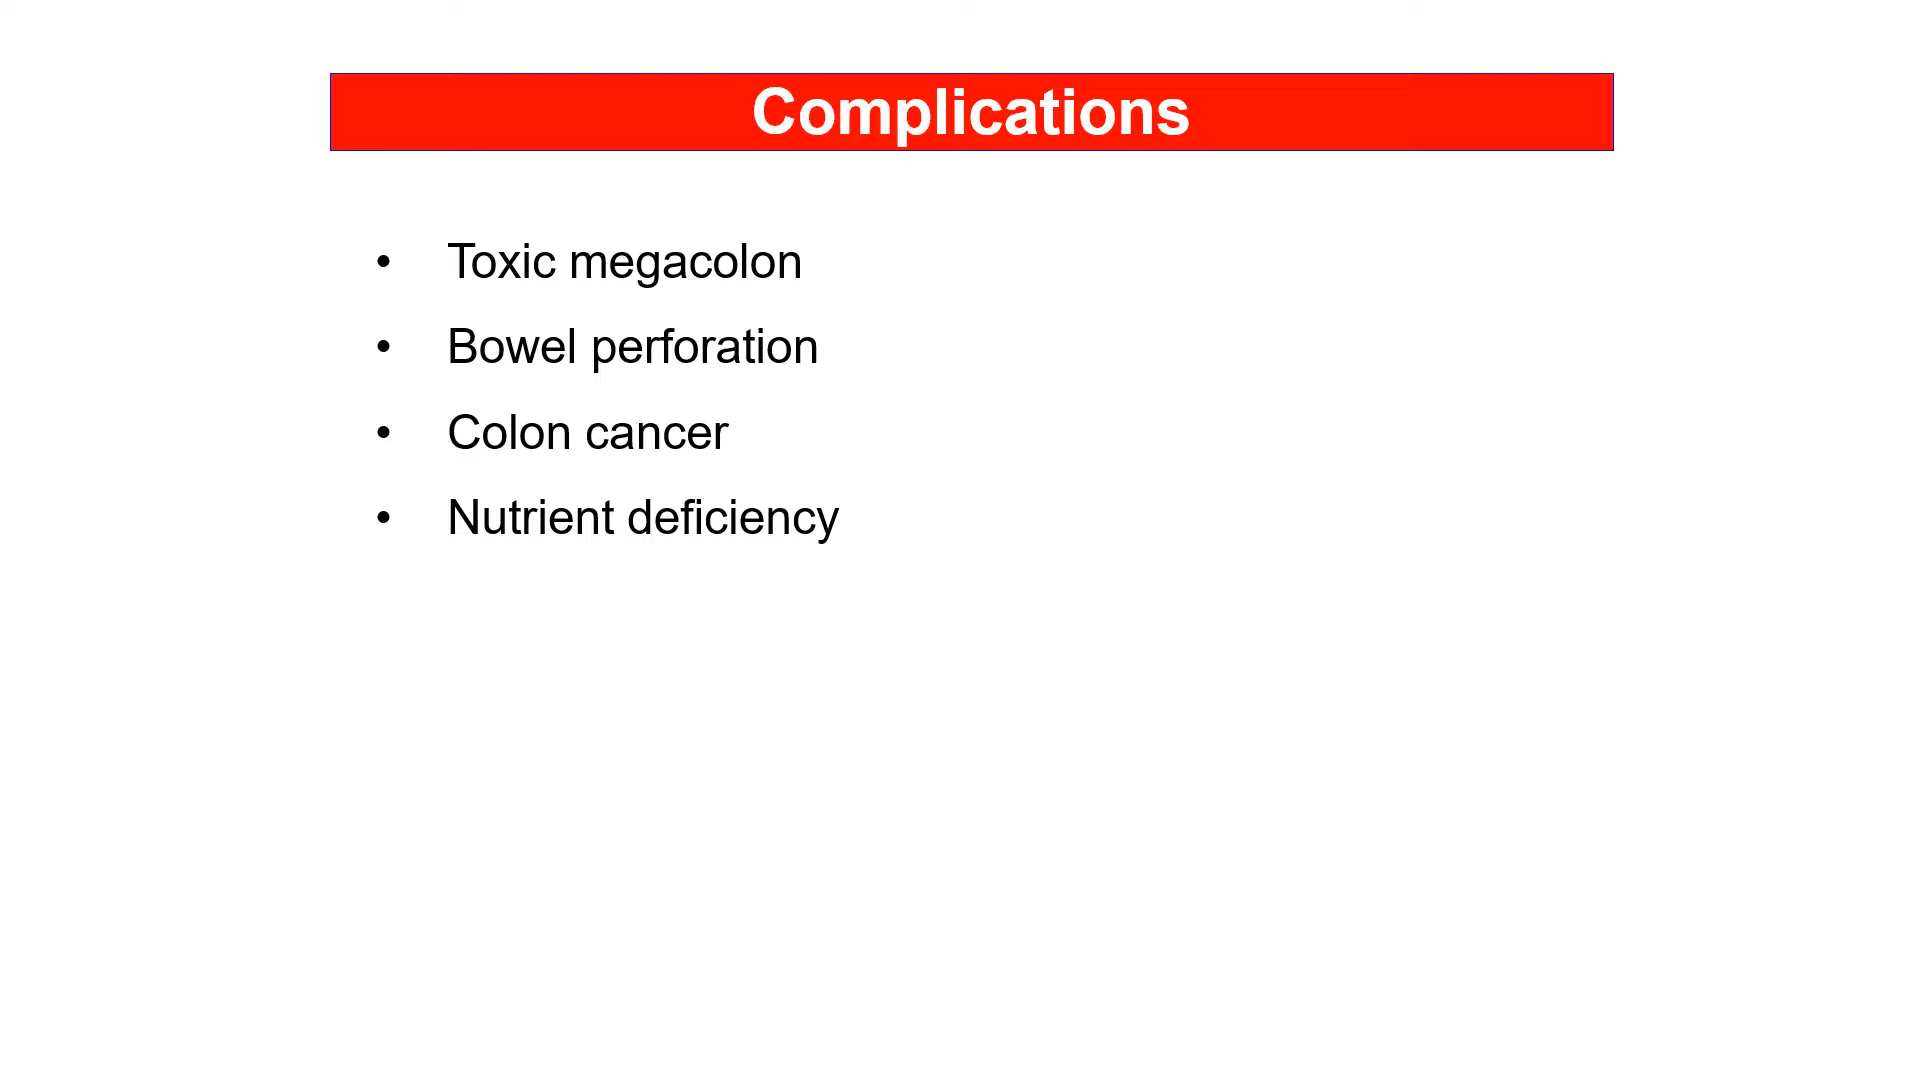 Complications
• Toxic megacolon
• Bowel perforation
• Colon cancer
• Nutrient deficiency